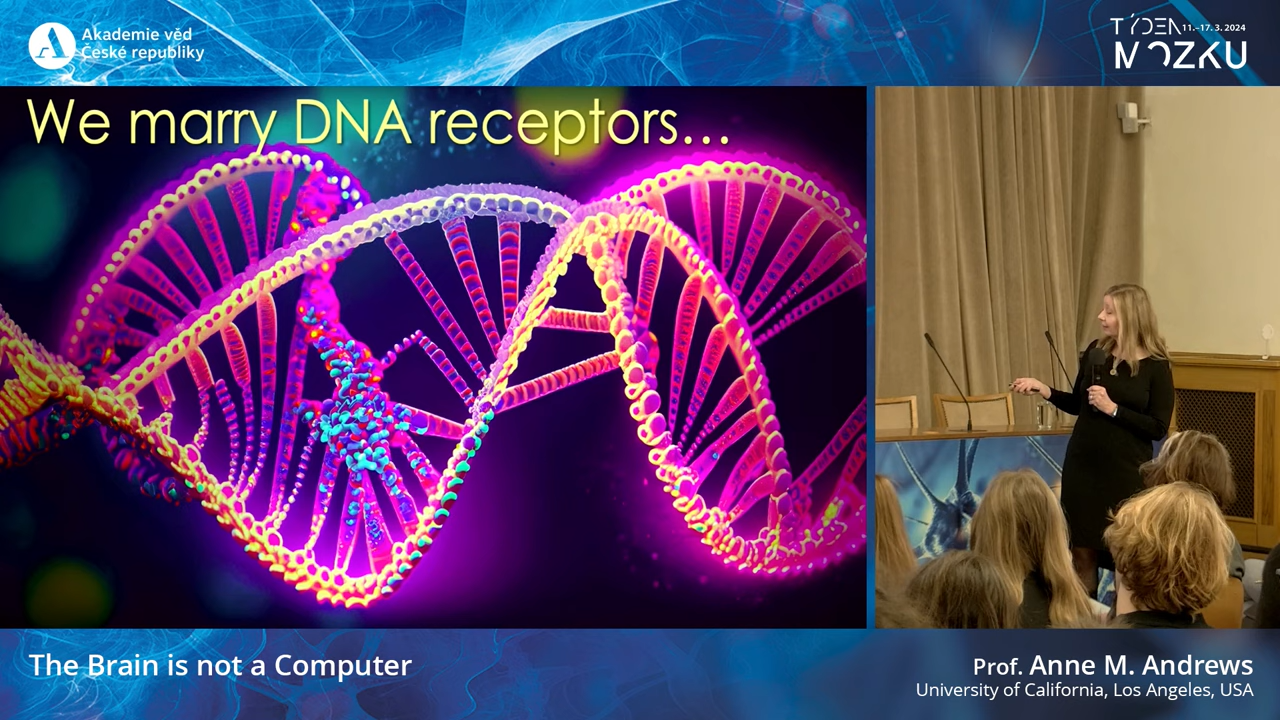 Akademie věd
České republiky
TÝDEN 11.–17. 3. 2024
MOZKU
We marry DNA receptors...
The Brain is not a Computer
Prof. Anne M. Andrews
University of California, Los Angeles, USA